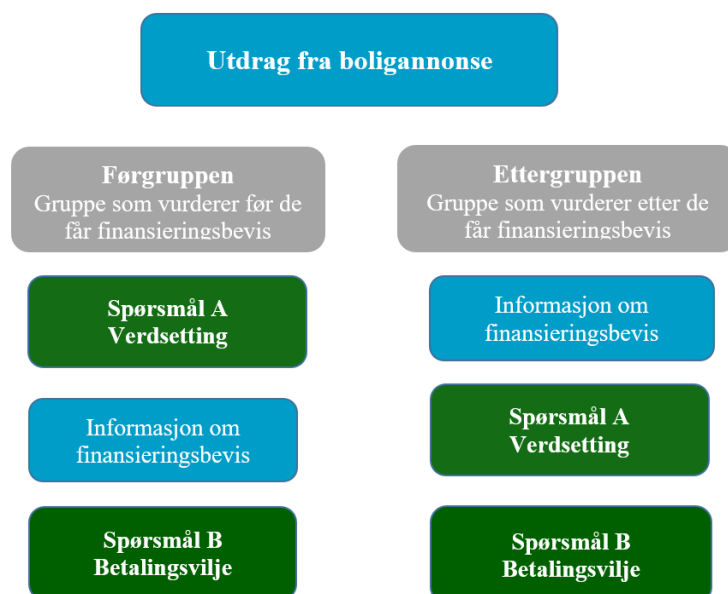 Utdrag fra boligannonse
Førgruppen
Gruppe som vurderer før de
får finansieringsbevis
Spørsmål A
Verdsetting
Informasjon om
finansieringsbevis
Spørsmål B
Betalingsvilje
Ettergruppen
Gruppe som vurderer etter de
får finansieringsbevis
Informasjon om
finansieringsbevis
Spørsmål A
Verdsetting
Spørsmål B
Betalingsvilje